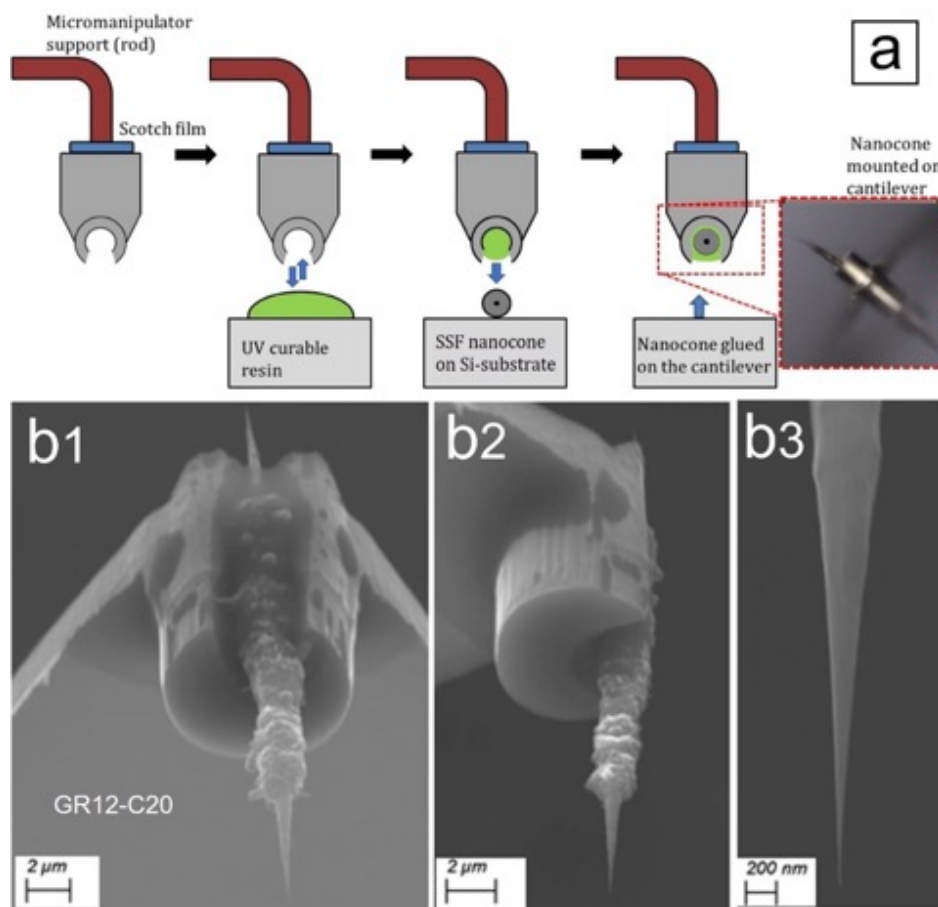 Micromanipulator
support (rod)
Scotch film
a
Nanocone
mounted on
cantilever
UV curable
resin
SSF nanocone
on Si-substrate
Nanocone glued
on the cantilever
b1
b2
b3
GR12-C20
2 µm
2 µm
200 nm